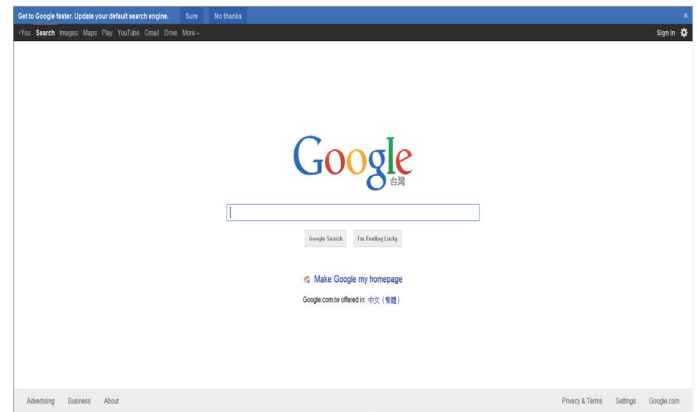 Get to Google faster. Update your default search engine. Sure No thanks x
+You Search Images Maps Play YouTube Gmail Drive More Sign in
Google
台灣
Google Search I'm Feeling Lucky
Make Google my homepage
Google.com.tw offered in: 中文（繁體）
Advertising Business About Privacy & Terms Settings Google.com